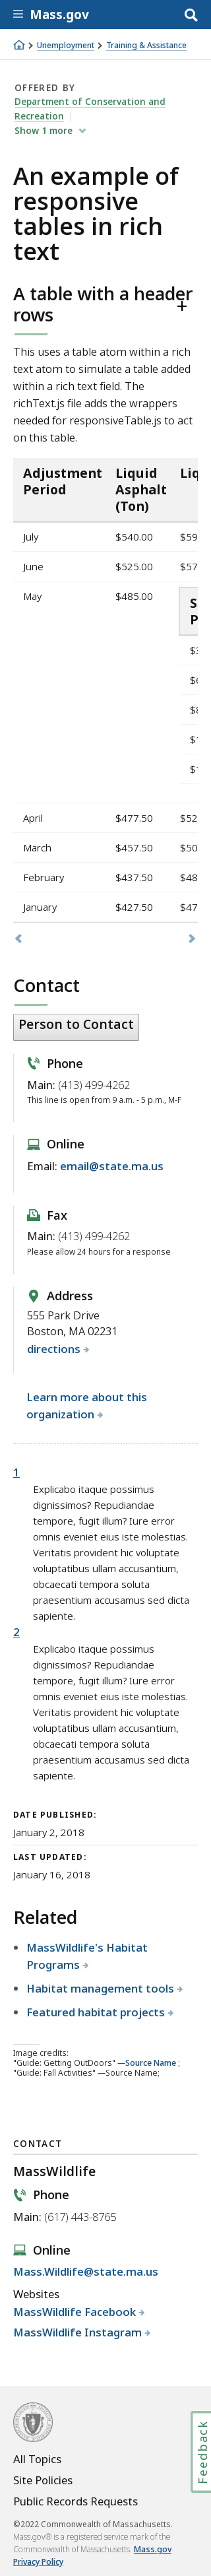 Mass.gov
Unemployment > Training & Assistance
OFFERED BY
Department of Conservation and
Recreation
Show 1 more
An example of
responsive
tables in rich
text
A table with a header
rows
+
This uses a table atom within a rich
text atom to simulate a table added
within a rich text field. The
richText.js file adds the wrappers
needed for responsiveTable.js to act
on this table.
Adjustment
Period
Liquid
Asphalt
(Ton)
July $540.00
June $525.00
May $485.00
April $477.50
March $457.50
February $437.50
January $427.50
Contact
Person to Contact
Phone
Main: (413) 499-4262
This line is open from 9 a.m. - 5 p.m., M-F
Online
Email: email@state.ma.us
Fax
Main: (413) 499-4262
Please allow 24 hours for a response
Address
555 Park Drive
Boston, MA 02231
directions
Learn more about this
organization
1
Explicabo itaque possimus
dignissimos? Repudiandae
tempore, fugit illum? Iure error
omnis eveniet eius iste molestias.
Veritatis provident hic voluptate
voluptatibus ullam accusantium,
obcaecati tempora soluta
praesentium accusamus sed dicta
sapiente.
2
Explicabo itaque possimus
dignissimos? Repudiandae
tempore, fugit illum? Iure error
omnis eveniet eius iste molestias.
Veritatis provident hic voluptate
voluptatibus ullam accusantium,
obcaecati tempora soluta
praesentium accusamus sed dicta
sapiente.
DATE PUBLISHED:
January 2, 2018
LAST UPDATED:
January 16, 2018
Related
MassWildlife's Habitat
Programs
Habitat management tools
Featured habitat projects
Image credits:
"Guide: Getting OutDoors" —Source Name ;
"Guide: Fall Activities" —Source Name;
CONTACT
MassWildlife
Phone
Main: (617) 443-8765
Online
Mass.Wildlife@state.ma.us
Websites
MassWildlife Facebook
MassWildlife Instagram
Feedback
All Topics
Site Policies
Public Records Requests
©2022 Commonwealth of Massachusetts.
Mass.gov® is a registered service mark of the
Commonwealth of Massachusetts. Mass.gov
Privacy Policy